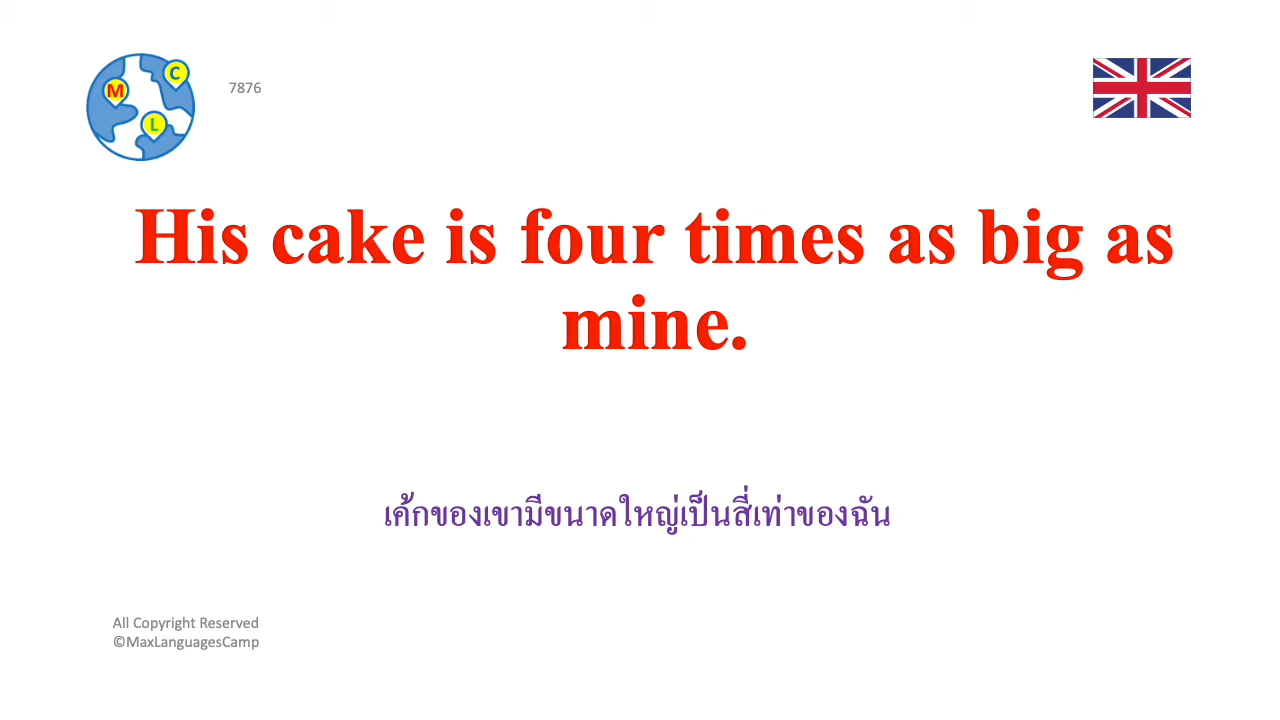 M
C
L
7876
His cake is four times as big as
mine.
เค้กของเขามีขนาดใหญ่เป็นสี่เท่าของฉัน
All Copyright Reserved
©MaxLanguagesCamp